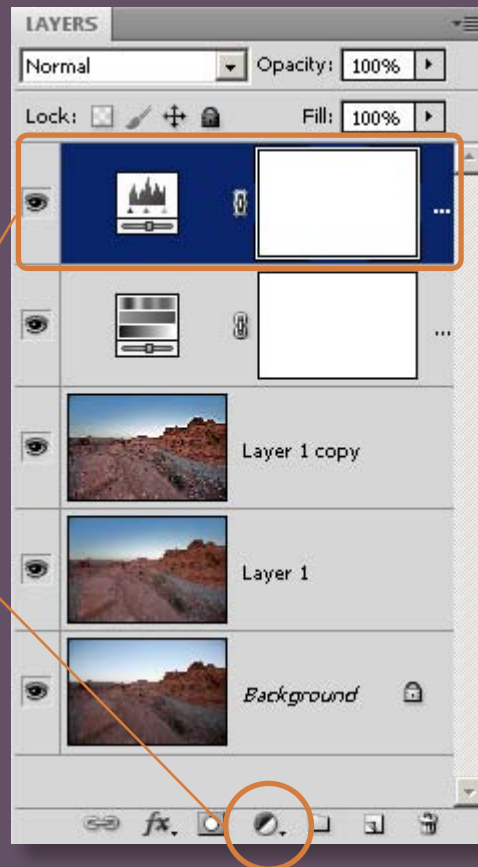 LAYERS
Normal Opacity: 100%
Lock: Fill: 100%
...
...
Layer 1 copy
Layer 1
Background
fx.